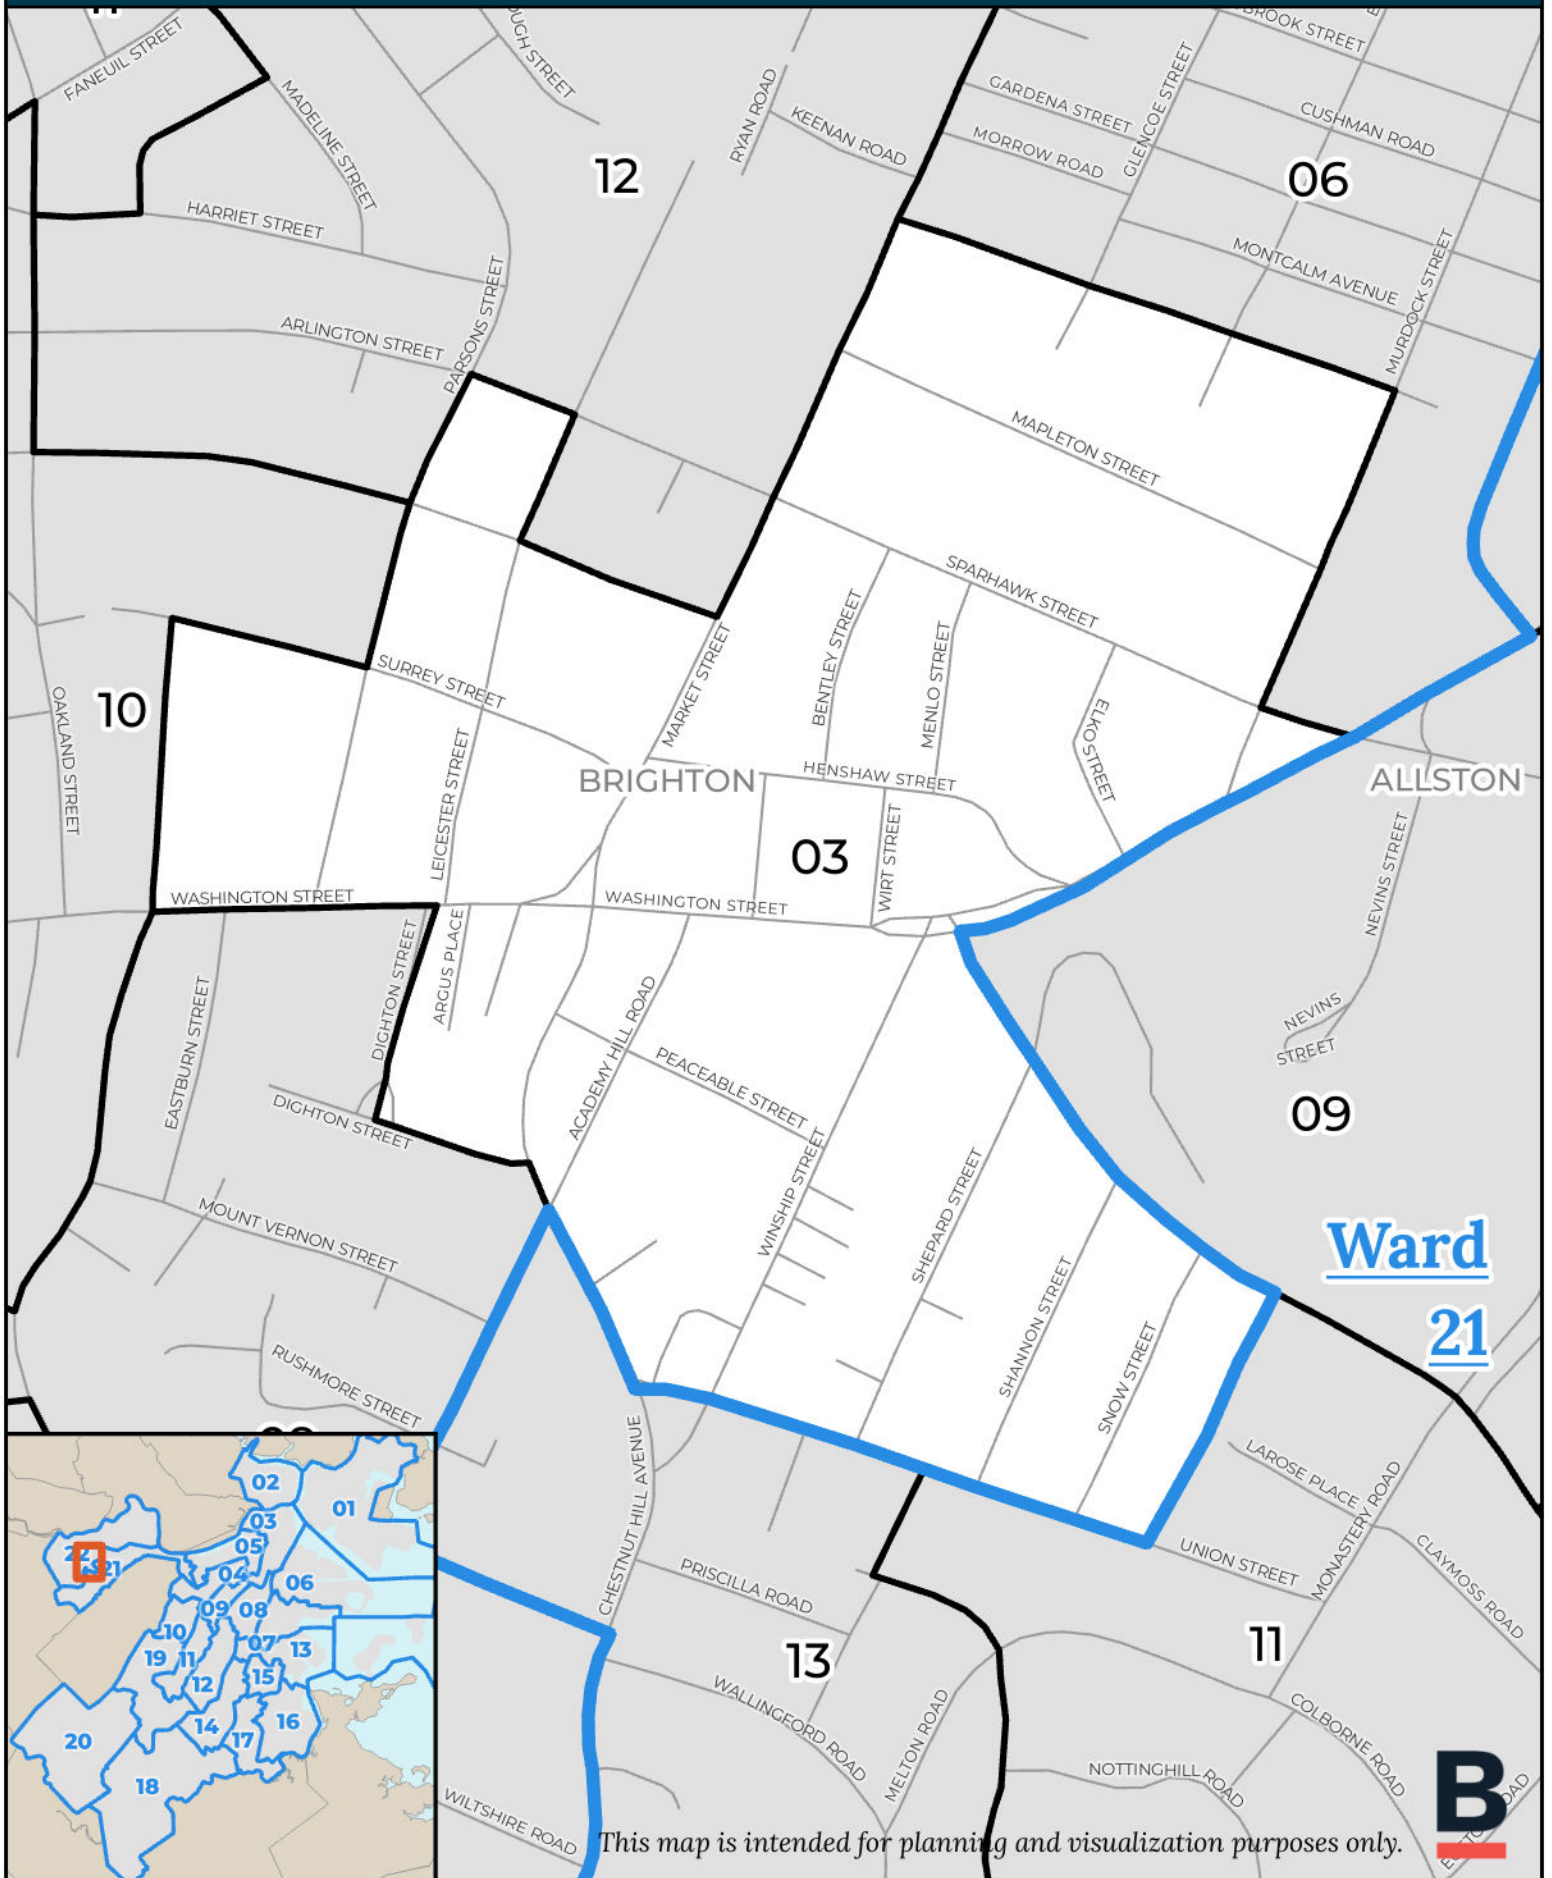 FANEUIL STREET
MADELINE STREET
RYAN ROAD
KEENAN ROAD
GARDENA STREET
MORROW ROAD
GLENCOE STREET
CUSHMAN ROAD
12
06
HARRIET STREET
MONTCALM AVENUE
MURDOCK STREET
PARSONS STREET
ARLINGTON STREET
MAPLETON STREET
SPARHAWK STREET
BENTLEY STREET
MENLO STREET
SURREY STREET
MARKET STREET
10
OAKLAND STREET
ELKO STREET
LEICESTER STREET
BRIGHTON
HENSHAW STREET
ALLSTON
WIRT STREET
03
NEVINS STREET
WASHINGTON STREET
WASHINGTON STREET
DIGHTON STREET
ARGUS PLACE
EASTBURN STREET
ACADEMY HILL ROAD
PEACEABLE STREET
NEVINS
STREET
09
DIGHTON STREET
WINSHIP STREET
SHEPARD STREET
MOUNT VERNON STREET
Ward
21
SHANNON STREET
SNOW STREET
RUSHMORE STREET
CHESTNUT HILL AVENUE
LAROSE PLACE
MONASTERY ROAD
UNION STREET
CLAYMOSS ROAD
PRISCILLA ROAD
13
11
WALLINGFORD ROAD
MELTON ROAD
COLBORNE ROAD
NOTTINGHILL ROAD
WILTSHIRE ROAD
02
01
03
05
22
21
04
06
09
08
10
07
13
19
11
12
15
14
16
17
20
18
This map is intended for planning and visualization purposes only.
B